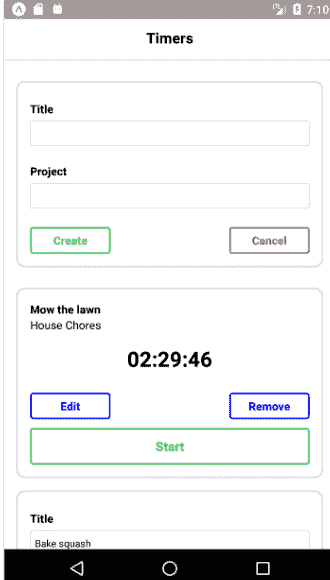 7:10
Timers
Title
Project
Create Cancel
Mow the lawn
House Chores
02:29:46
Edit Remove
Start
Title
Bake squash